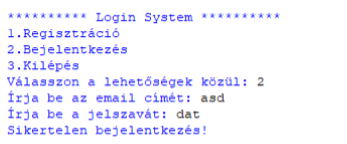 ********** Login System **********
1.Regisztráció
2.Bejelentkezés
3.Kilépés
Válasszon a lehetőségek közül: 2
Írja be az email címét: asd
Írja be a jelszavát: dat
Sikertelen bejelentkezés!